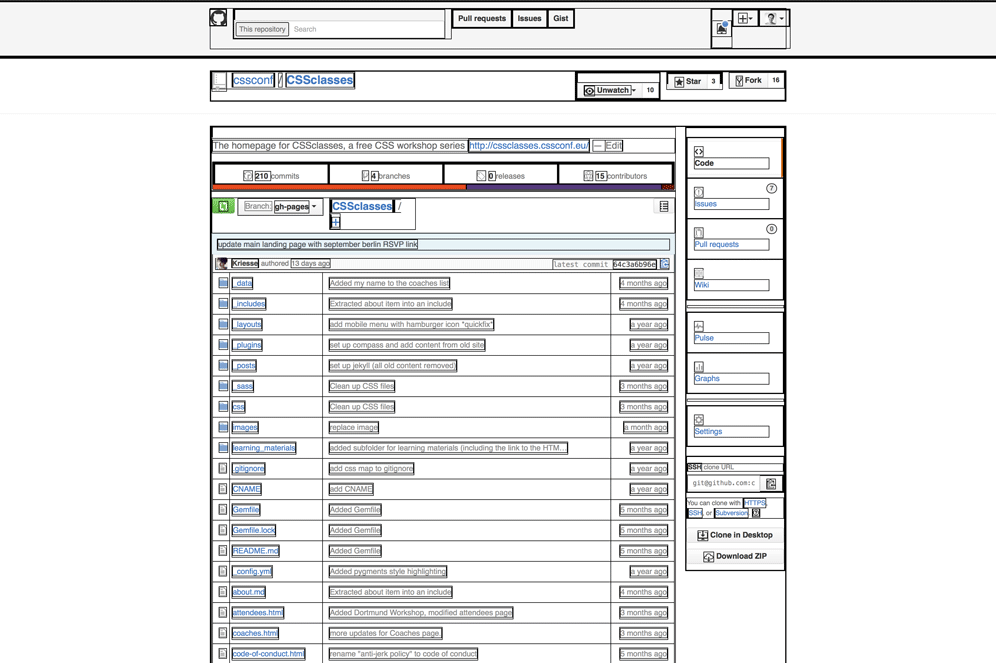 This repository Search Pull requests Issues Gist
cssconf / CSSclasses Unwatch 10 Star 3 Fork 16
The homepage for CSSclasses, a free CSS workshop series http://cssclasses.cssconf.eu/ — Edit
210 commits 4 branches 0 releases 15 contributors
Branch: gh-pages CSSclasses /
update main landing page with september berlin RSVP link
Kriesse authored 13 days ago latest commit 64c3a6b96e
_data Added my name to the coaches list 4 months ago
_includes Extracted about item into an include 4 months ago
_layouts add mobile menu with hamburger icon "quickfix" a year ago
_plugins set up compass and add content from old site a year ago
_posts set up jekyll (all old content removed) a year ago
_sass Clean up CSS files 3 months ago
css Clean up CSS files 3 months ago
images replace image a month ago
learning_materials added subfolder for learning materials (including the link to the HTM... a year ago
.gitignore add css map to gitignore a year ago
CNAME add CNAME a year ago
Gemfile Added Gemfile 5 months ago
Gemfile.lock Added Gemfile 5 months ago
README.md Added Gemfile 5 months ago
_config.yml Added pygments style highlighting a year ago
about.md Extracted about item into an include 4 months ago
attendees.html Added Dortmund Workshop, modified attendees page 3 months ago
coaches.html more updates for Coaches page. 3 months ago
code-of-conduct.html rename "anti-jerk policy" to code of conduct 5 months ago
Code
Issues 7
Pull requests 0
Wiki
Pulse
Graphs
Settings
SSH clone URL
git@github.com:c
You can clone with HTTPS,
SSH, or Subversion.
Clone in Desktop
Download ZIP